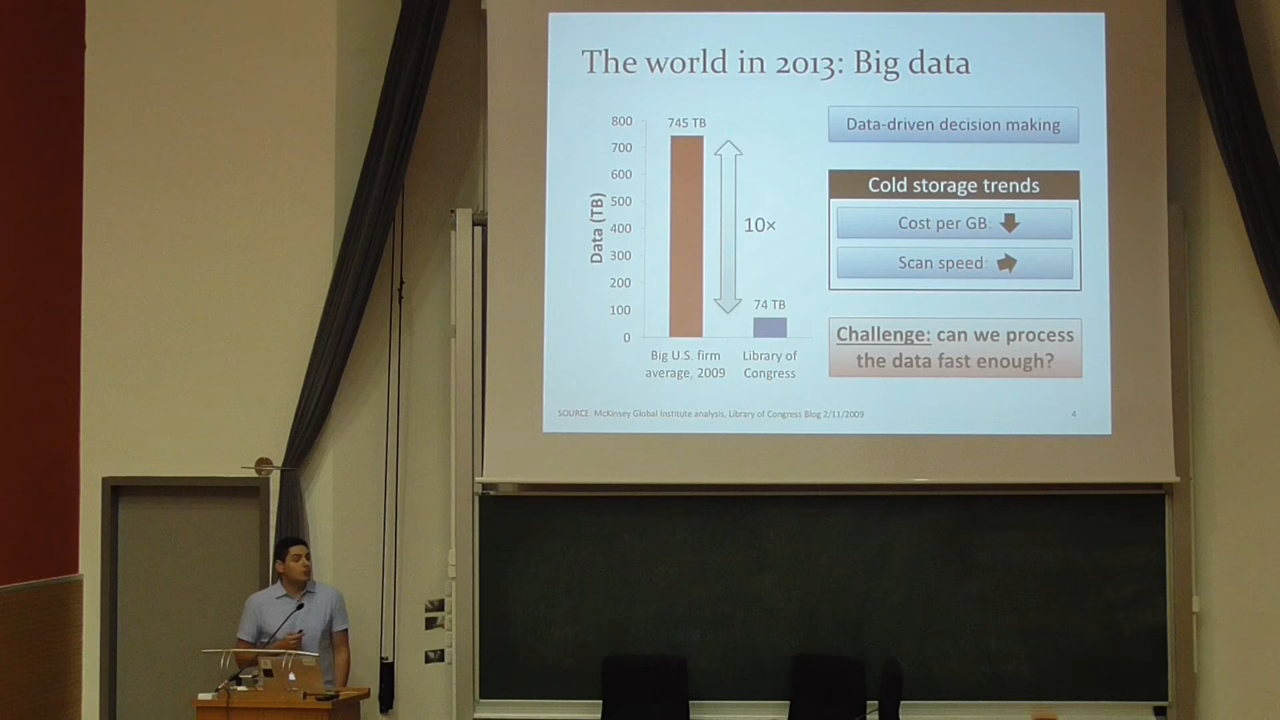 The world in 2013: Big data
800
700
600
500
400
300
200
100
0
Data (TB)
745 TB
10×
74 TB
Big U.S. firm
average, 2009
Library of
Congress
Data-driven decision making
Cold storage trends
Cost per GB:
Scan speed:
Challenge: can we process
the data fast enough?
SOURCE: McKinsey Global Institute analysis, Library of Congress Blog 2/11/2009
4